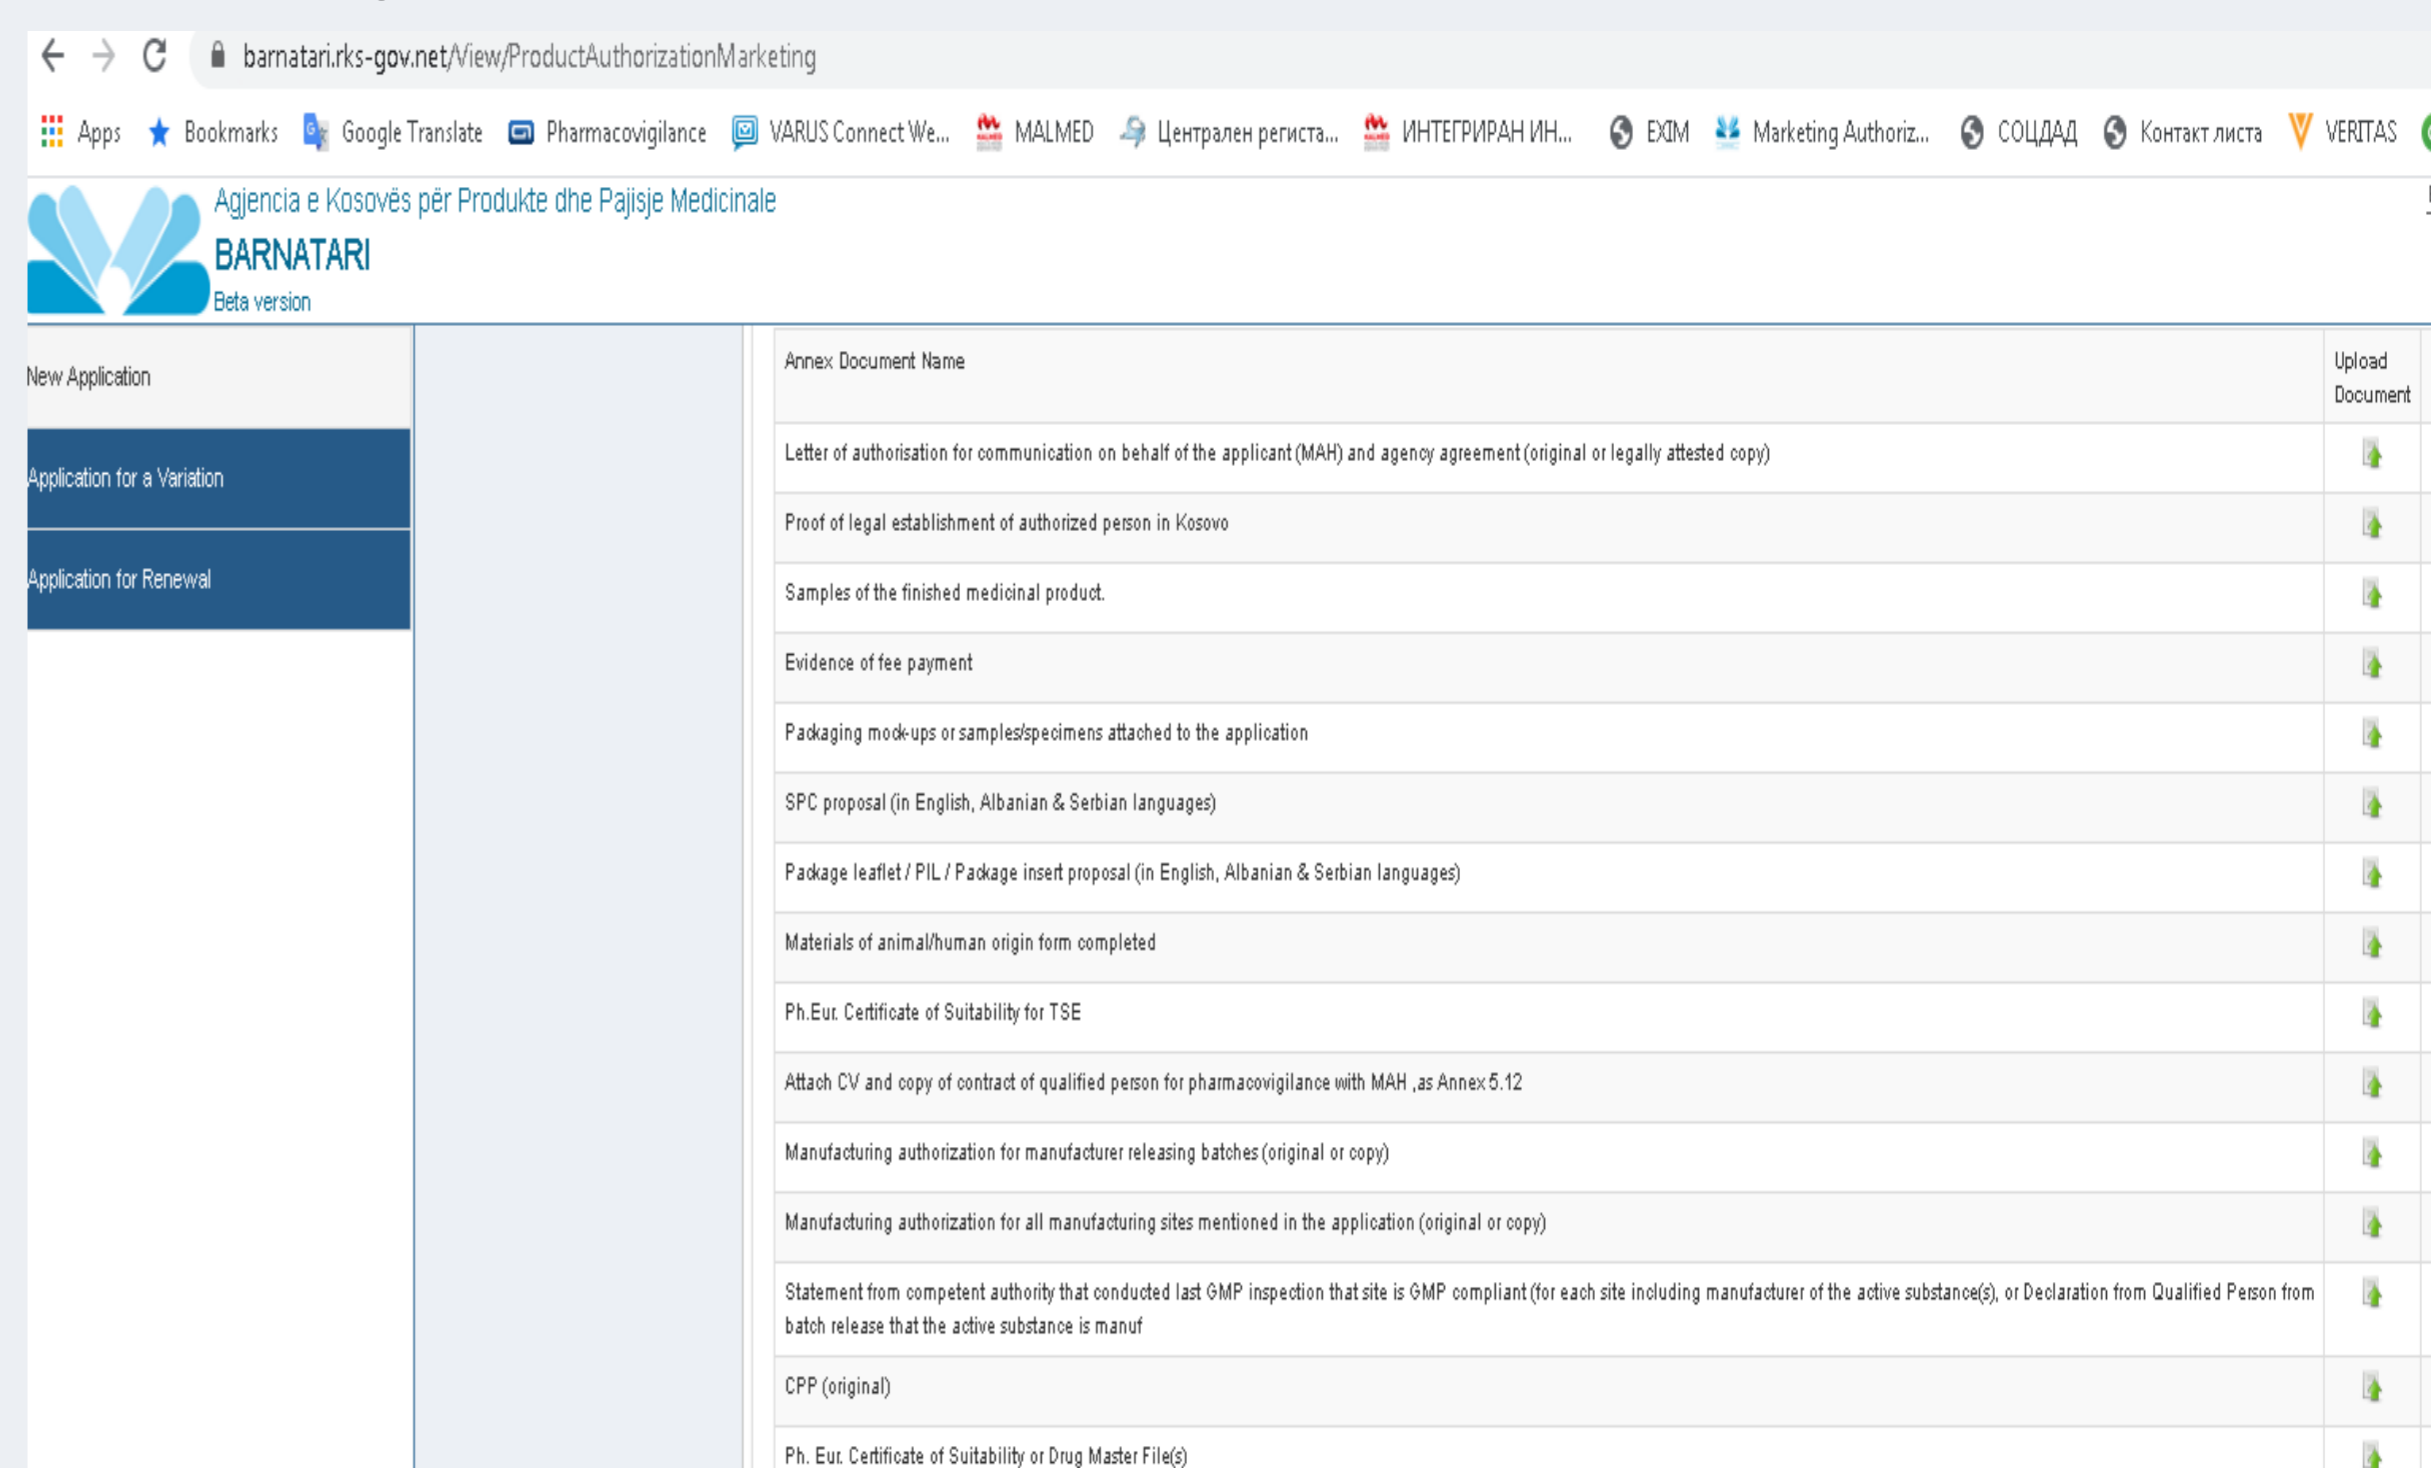 barnatari.rks-gov.net/View/ProductAuthorizationMarketing
Apps Bookmarks Google Translate Pharmacovigilance VARUS Connect We... MALMED Централен региста... ИНТЕГРИРАН ИН... EXIM Marketing Authoriz... СОЦДАД Контакт листа VERITAS
Agjencia e Kosovës për Produkte dhe Pajisje Medicinale
BARNATARI
Beta version
New Application
Application for a Variation
Application for Renewal
Annex Document Name
Upload
Document
Letter of authorisation for communication on behalf of the applicant (MAH) and agency agreement (original or legally attested copy)
Proof of legal establishment of authorized person in Kosovo
Samples of the finished medicinal product.
Evidence of fee payment
Packaging mock-ups or samples/specimens attached to the application
SPC proposal (in English, Albanian & Serbian languages)
Package leaflet / PIL / Package insert proposal (in English, Albanian & Serbian languages)
Materials of animal/human origin form completed
Ph.Eur. Certificate of Suitability for TSE
Attach CV and copy of contract of qualified person for pharmacovigilance with MAH ,as Annex 5.12
Manufacturing authorization for manufacturer releasing batches (original or copy)
Manufacturing authorization for all manufacturing sites mentioned in the application (original or copy)
Statement from competent authority that conducted last GMP inspection that site is GMP compliant (for each site including manufacturer of the active substance(s), or Declaration from Qualified Person from
batch release that the active substance is manuf
CPP (original)
Ph. Eur. Certificate of Suitability or Drug Master File(s)